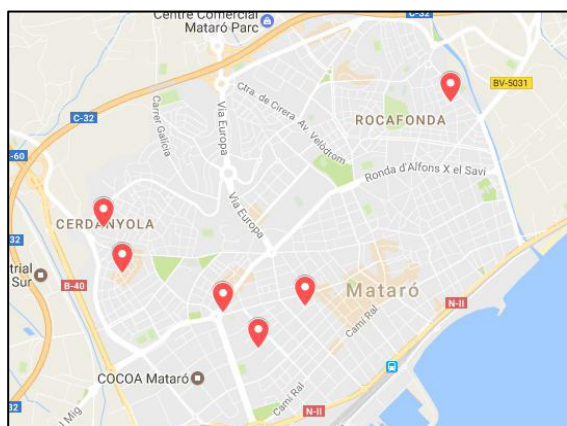 Centre Comercial
Mataró Parc
C-32
BV-5031
Ctra. de Cirera
Av. Velòdrom
ROCAFONDA
C-32
Carrer Galícia
Via Europa
-60
Ronda d'Alfons X el Savi
CERDANYOLA
Via Europa
32
trial
Sur
B-40
Mataró
N-II
Camí Ral
COCOA Mataró
Camí Ral
32
l Mig
N-II